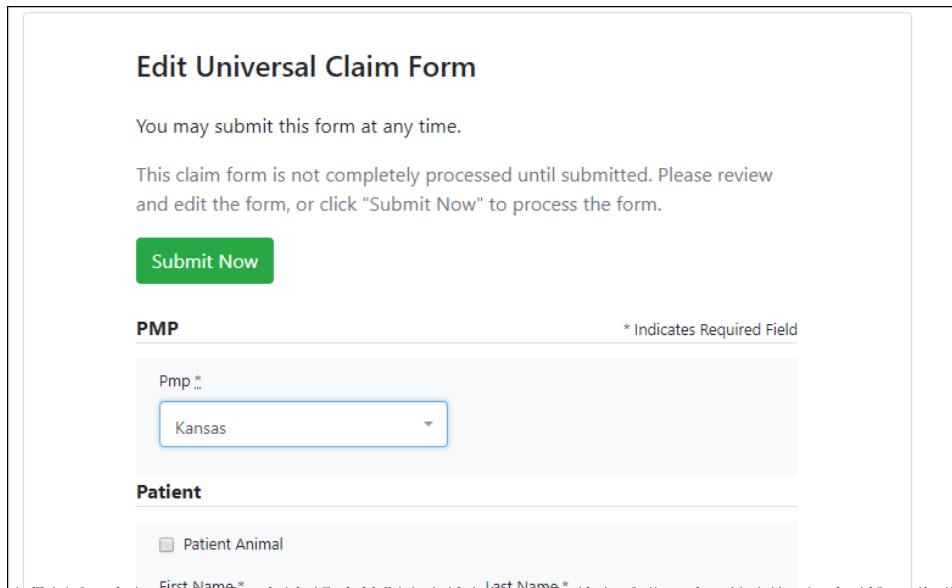 Edit Universal Claim Form
You may submit this form at any time.
This claim form is not completely processed until submitted. Please review
and edit the form, or click "Submit Now" to process the form.
Submit Now
PMP * Indicates Required Field
Pmp *
Kansas
Patient
Patient Animal
First Name * Last Name *